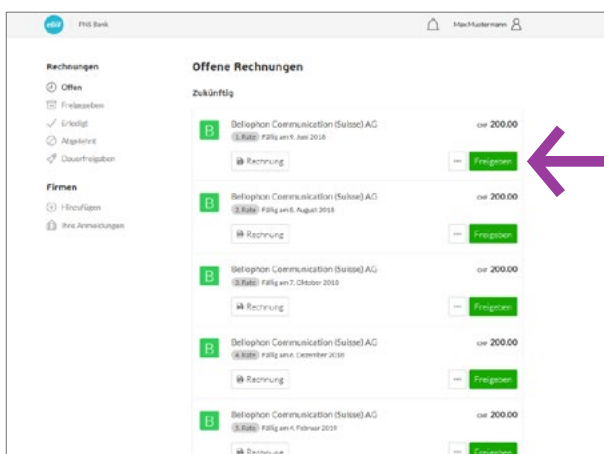 eBill PNS Bank MaxMustermann
Rechnungen
Offen
Freigegeben
Erledigt
Abgelehnt
Dauerfreigaben
Firmen
Hinzufügen
Ihre Anmeldungen
Offene Rechnungen
Zukünftig
B Bellophon Communication (Suisse) AG CHF 200.00
1. Rate Fällig am 9. Juni 2018
Rechnung ... Freigeben
B Bellophon Communication (Suisse) AG CHF 200.00
2. Rate Fällig am 8. August 2018
Rechnung ... Freigeben
B Bellophon Communication (Suisse) AG CHF 200.00
3. Rate Fällig am 7. Oktober 2018
Rechnung ... Freigeben
B Bellophon Communication (Suisse) AG CHF 200.00
4. Rate Fällig am 6. Dezember 2018
Rechnung ... Freigeben
B Bellophon Communication (Suisse) AG CHF 200.00
5. Rate Fällig am 4. Februar 2019
Rechnung ... Freigeben